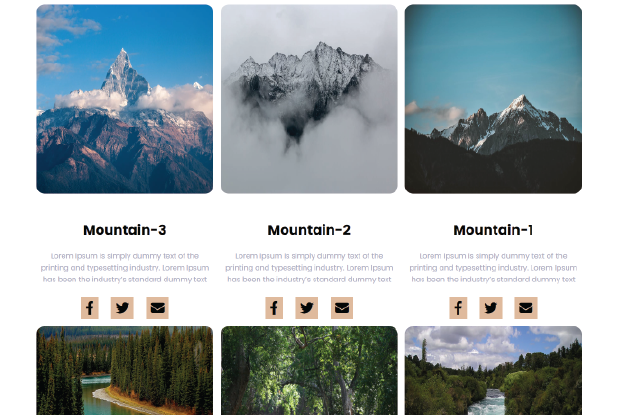 Mountain-3
Lorem Ipsum is simply dummy text of the
printing and typesetting industry. Lorem Ipsum
has been the industry's standard dummy text
Mountain-2
Lorem Ipsum is simply dummy text of the
printing and typesetting industry. Lorem Ipsum
has been the industry's standard dummy text
Mountain-1
Lorem Ipsum is simply dummy text of the
printing and typesetting industry. Lorem Ipsum
has been the industry's standard dummy text